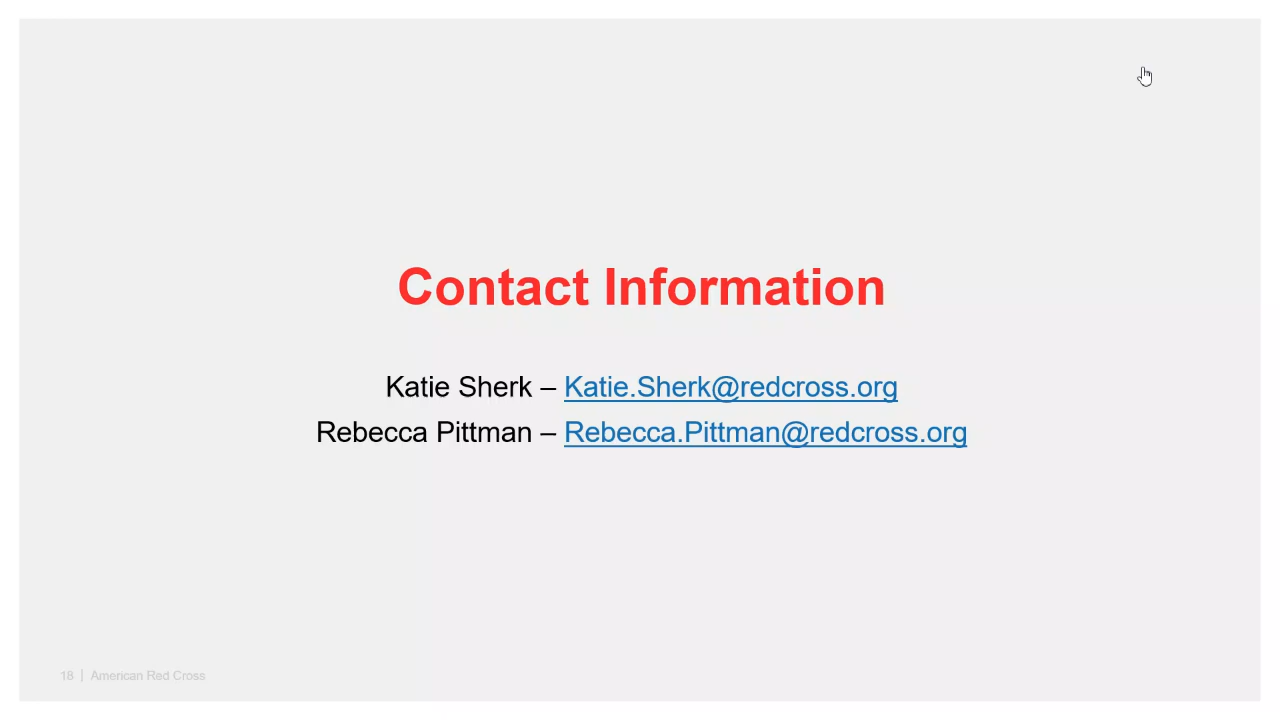 Contact Information
Katie Sherk – Katie.Sherk@redcross.org
Rebecca Pittman – Rebecca.Pittman@redcross.org
18 | American Red Cross